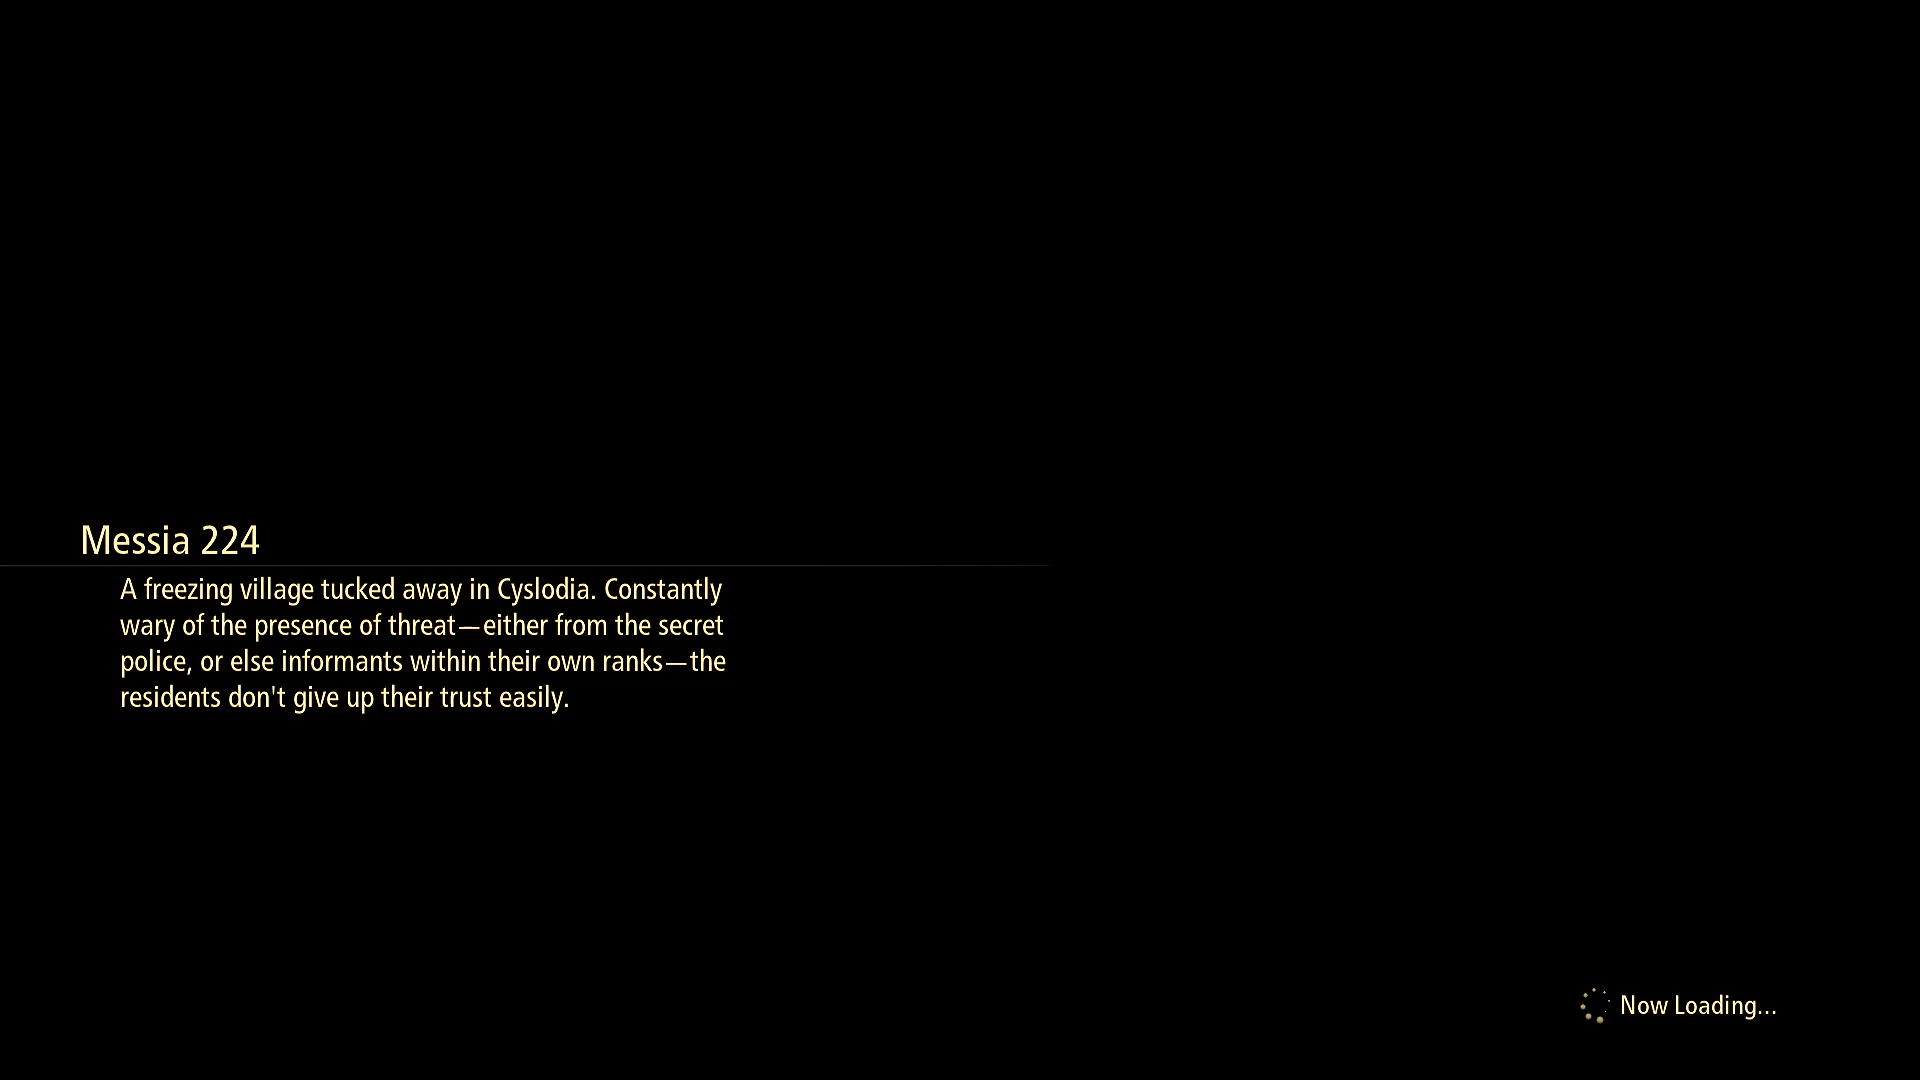 Messia 224
A freezing village tucked away in Cyslodia. Constantly
wary of the presence of threat—either from the secret
police, or else informants within their own ranks—the
residents don't give up their trust easily.
Now Loading...